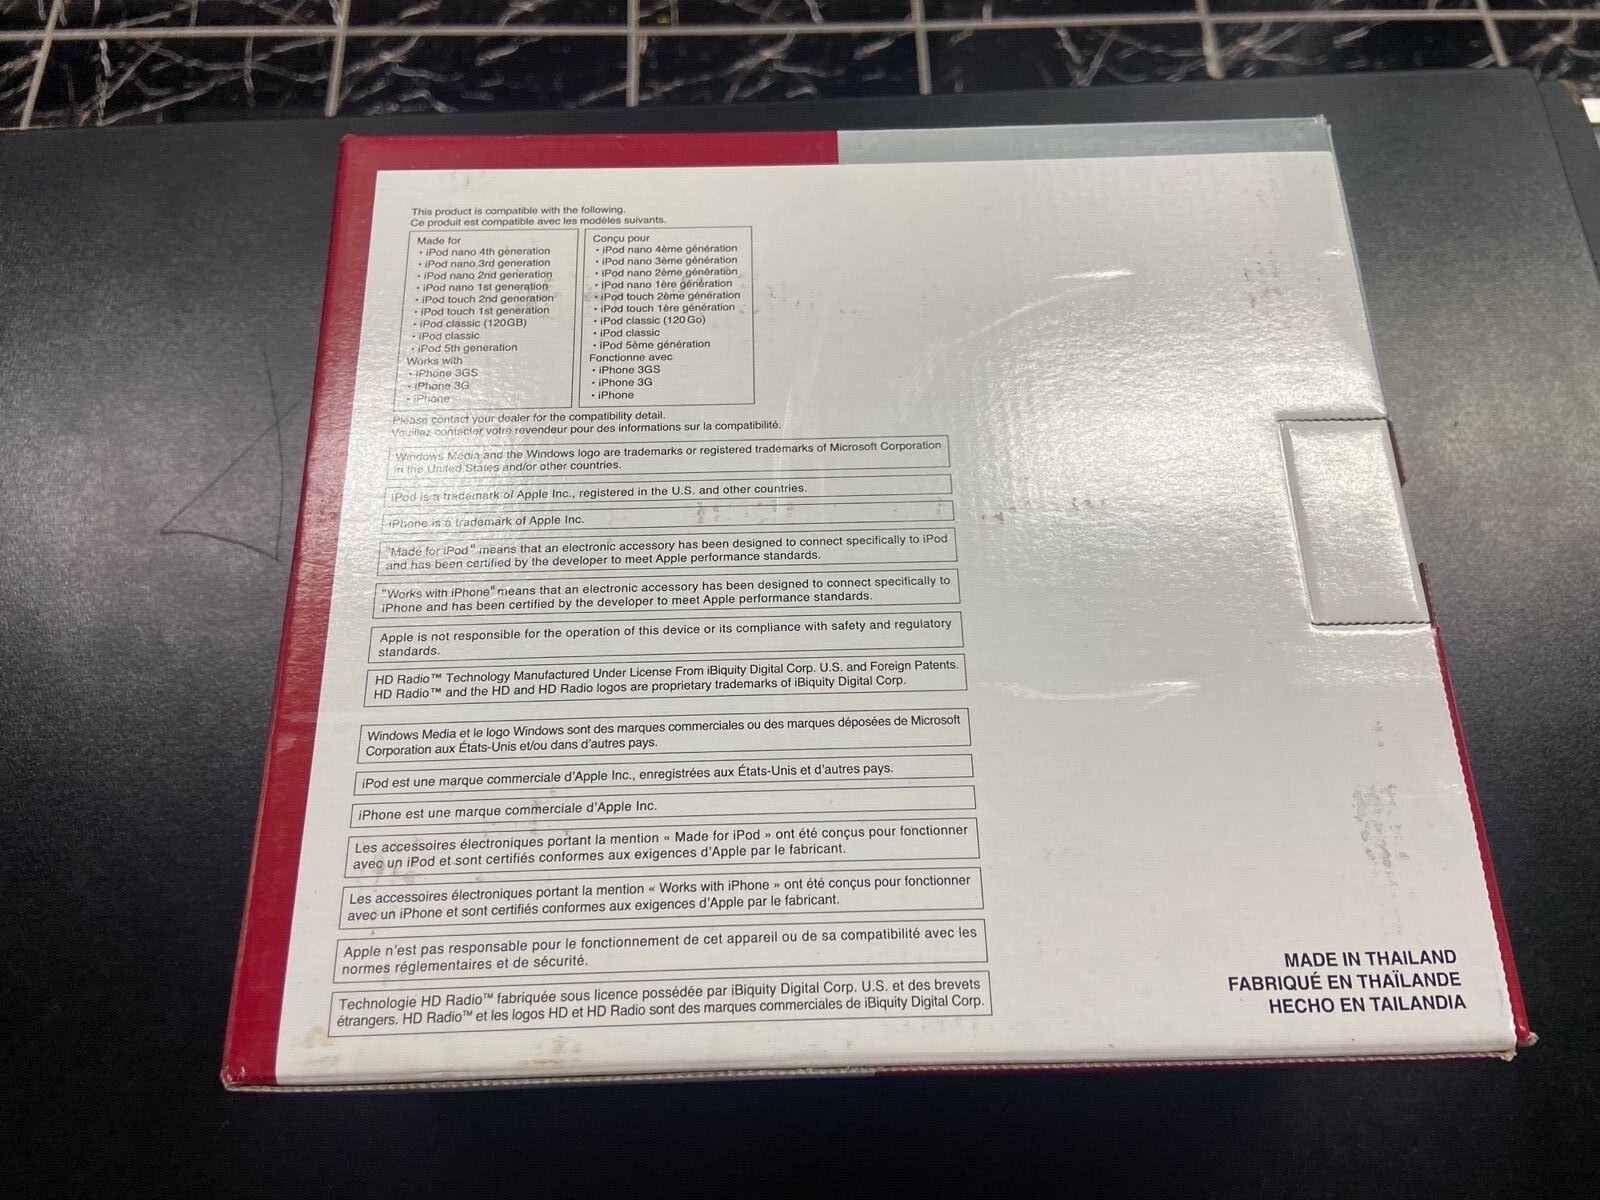 This product is compatible with the following.
Ce produit est compatible avec les modèles suivants.
Made for
• iPod nano 4th generation
• iPod nano 3rd generation
• iPod nano 2nd generation
• iPod nano 1st generation
• iPod touch 2nd generation
• iPod touch 1st generation
• iPod classic (120GB)
• iPod classic
• iPod 5th generation
Works with
• iPhone 3GS
• iPhone 3G
• iPhone
Conçu pour
• iPod nano 4ème génération
• iPod nano 3ème génération
• iPod nano 2ème génération
• iPod nano 1ère génération
• iPod touch 2ème génération
• iPod touch 1ère génération
• iPod classic (120 Go)
• iPod classic
• iPod 5ème génération
Fonctionne avec
• iPhone 3GS
• iPhone 3G
• iPhone
Please contact your dealer for the compatibility detail.
Veuillez contacter votre revendeur pour des informations sur la compatibilité.
Windows Media and the Windows logo are trademarks or registered trademarks of Microsoft Corporation
in the United States and/or other countries.
iPod is a trademark of Apple Inc., registered in the U.S. and other countries.
iPhone is a trademark of Apple Inc.
"Made for iPod" means that an electronic accessory has been designed to connect specifically to iPod
and has been certified by the developer to meet Apple performance standards.
"Works with iPhone" means that an electronic accessory has been designed to connect specifically to
iPhone and has been certified by the developer to meet Apple performance standards.
Apple is not responsible for the operation of this device or its compliance with safety and regulatory
standards.
HD Radio™ Technology Manufactured Under License From iBiquity Digital Corp. U.S. and Foreign Patents.
HD Radio™ and the HD and HD Radio logos are proprietary trademarks of iBiquity Digital Corp.
Windows Media et le logo Windows sont des marques commerciales ou des marques déposées de Microsoft
Corporation aux États-Unis et/ou dans d'autres pays.
iPod est une marque commerciale d'Apple Inc., enregistrées aux États-Unis et d'autres pays.
iPhone est une marque commerciale d'Apple Inc.
Les accessoires électroniques portant la mention « Made for iPod » ont été conçus pour fonctionner
avec un iPod et sont certifiés conformes aux exigences d'Apple par le fabricant.
Les accessoires électroniques portant la mention « Works with iPhone » ont été conçus pour fonctionner
avec un iPhone et sont certifiés conformes aux exigences d'Apple par le fabricant.
Apple n'est pas responsable pour le fonctionnement de cet appareil ou de sa compatibilité avec les
normes réglementaires et de sécurité.
Technologie HD Radio™ fabriquée sous licence possédée par iBiquity Digital Corp. U.S. et des brevets
étrangers. HD Radio™ et les logos HD et HD Radio sont des marques commerciales de iBiquity Digital Corp.
MADE IN THAILAND
FABRIQUÉ EN THAÏLANDE
HECHO EN TAILANDIA